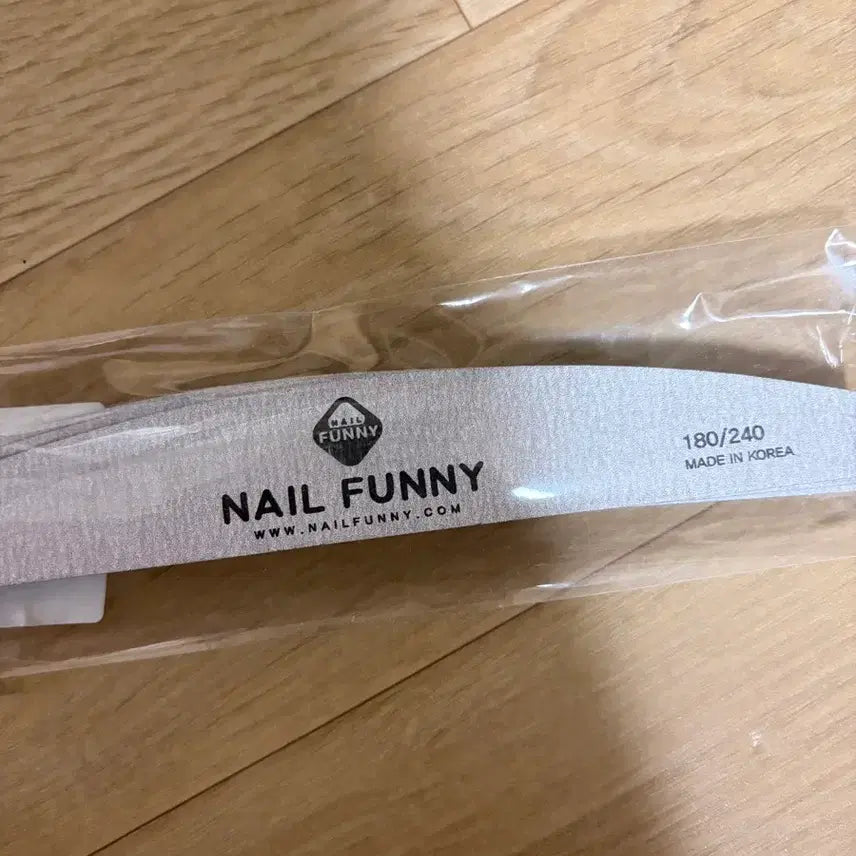 NAIL
FUNNY
NAIL FUNNY
WWW.NAILFUNNY.COM
180/240
MADE IN KOREA